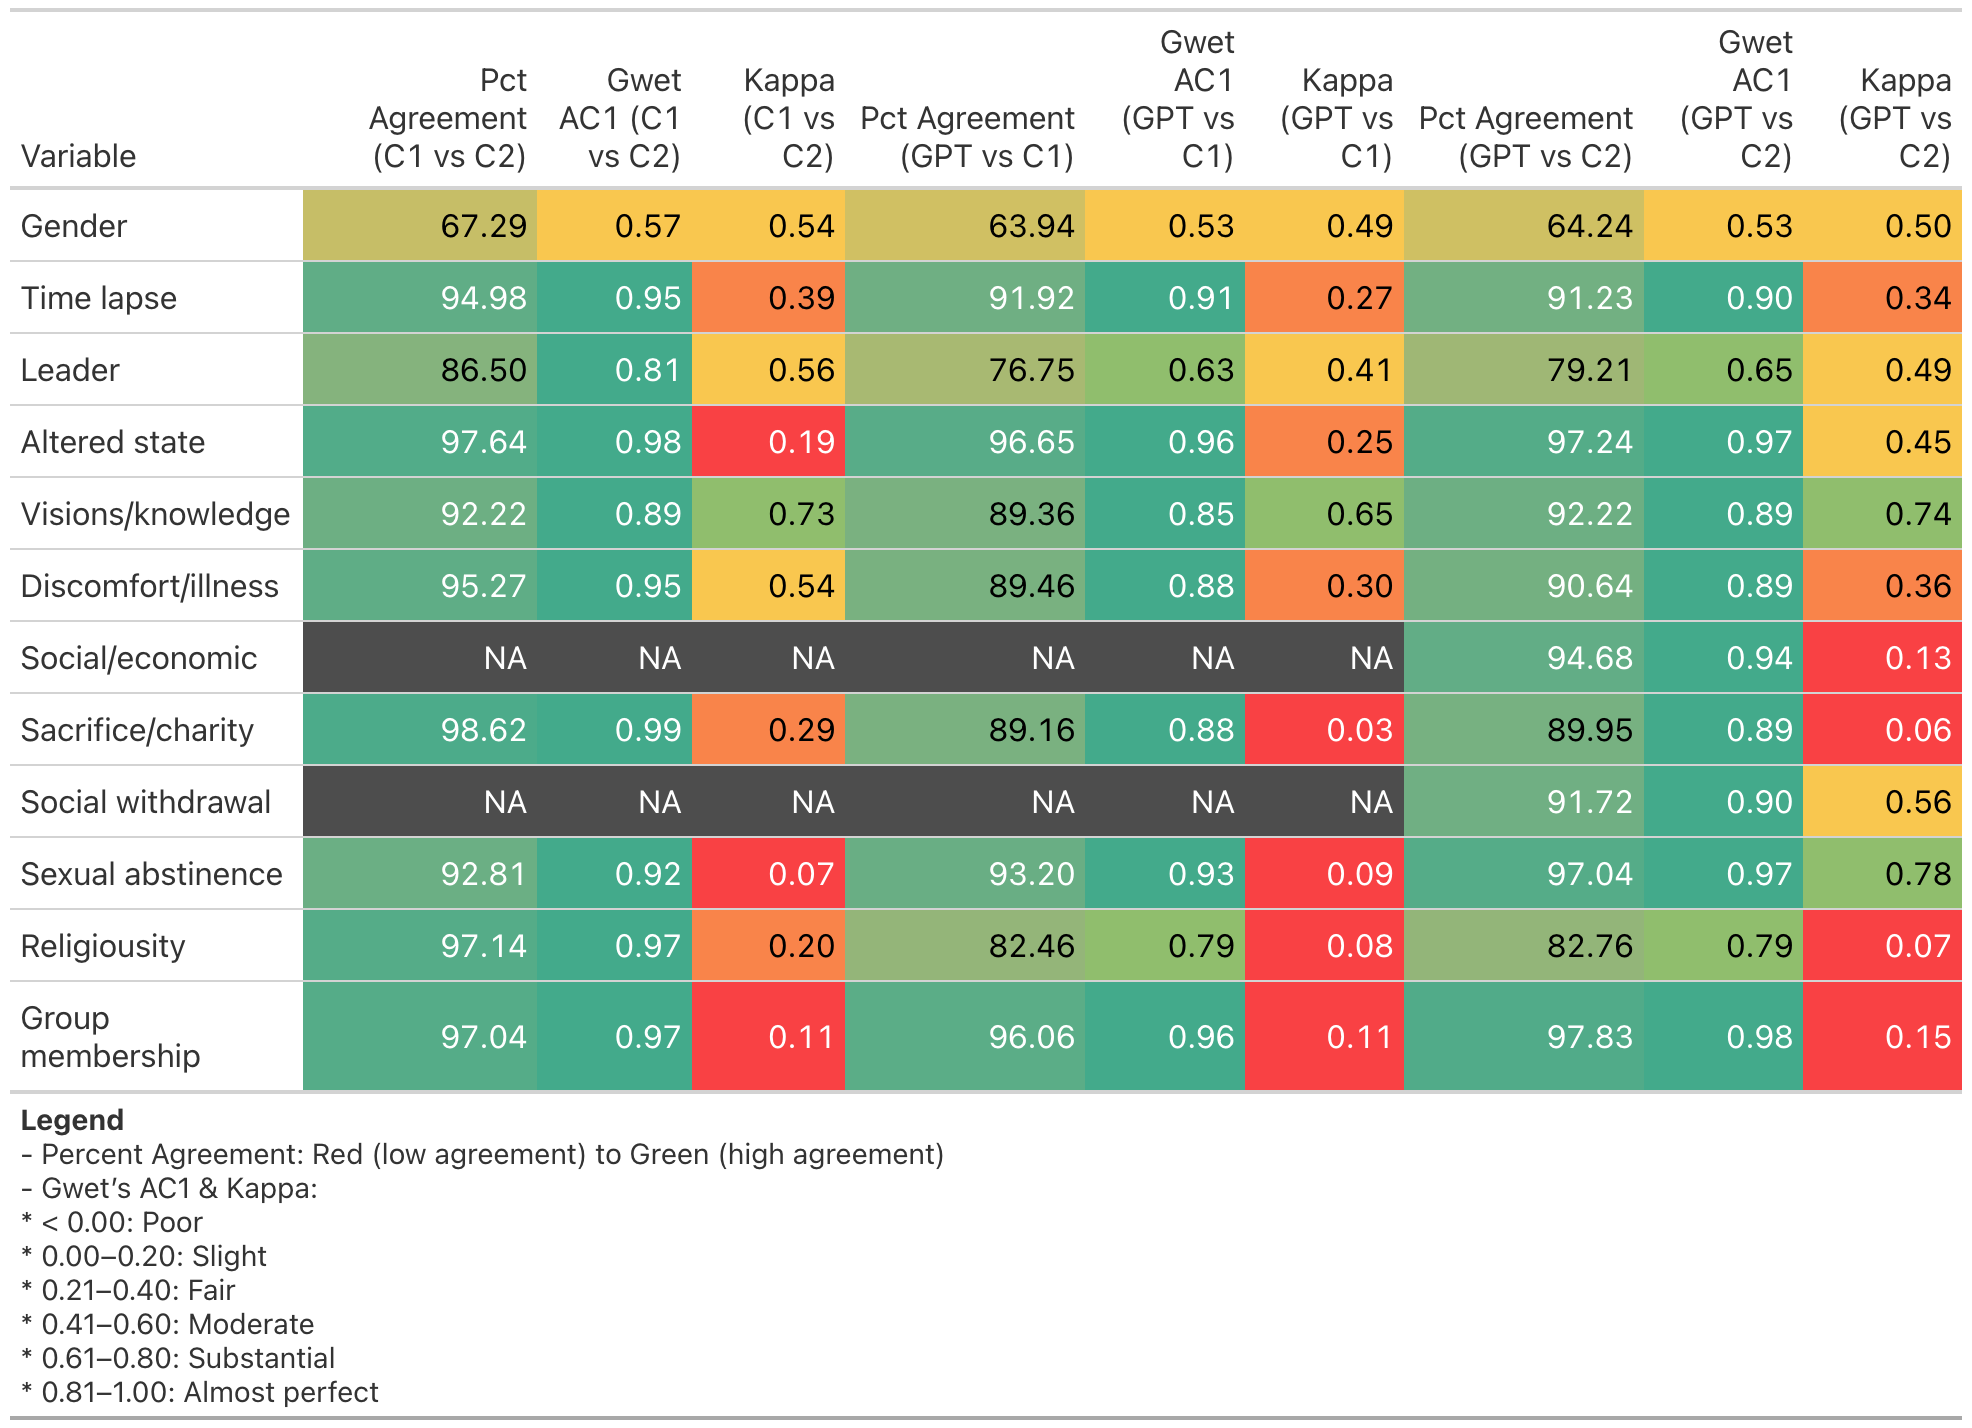 Variable	Pct Agreement (C1 vs C2)	Gwet AC1 (C1 vs C2)	Kappa (C1 vs C2)	Pct Agreement (GPT vs C1)	Gwet AC1 (GPT vs C1)	Kappa (GPT vs C1)	Pct Agreement (GPT vs C2)	Gwet AC1 (GPT vs C2)	Kappa (GPT vs C2)
Gender	67.29	0.57	0.54	63.94	0.53	0.49	64.24	0.53	0.50
Time lapse	94.98	0.95	0.39	91.92	0.91	0.27	91.23	0.90	0.34
Leader	86.50	0.81	0.56	76.75	0.63	0.41	79.21	0.65	0.49
Altered state	97.64	0.98	0.19	96.65	0.96	0.25	97.24	0.97	0.45
Visions/knowledge	92.22	0.89	0.73	89.36	0.85	0.65	92.22	0.89	0.74
Discomfort/illness	95.27	0.95	0.54	89.46	0.88	0.30	90.64	0.89	0.36
Social/economic	NA	NA	NA	NA	NA	NA	94.68	0.94	0.13
Sacrifice/charity	98.62	0.99	0.29	89.16	0.88	0.03	89.95	0.89	0.06
Social withdrawal	NA	NA	NA	NA	NA	NA	91.72	0.90	0.56
Sexual abstinence	92.81	0.92	0.07	93.20	0.93	0.09	97.04	0.97	0.78
Religiousity	97.14	0.97	0.20	82.46	0.79	0.08	82.76	0.79	0.07
Group membership	97.04	0.97	0.11	96.06	0.96	0.11	97.83	0.98	0.15
Legend
- Percent Agreement: Red (low agreement) to Green (high agreement)
- Gwet’s AC1 & Kappa:
* < 0.00: Poor
* 0.00–0.20: Slight
* 0.21–0.40: Fair
* 0.41–0.60: Moderate
* 0.61–0.80: Substantial
* 0.81–1.00: Almost perfect